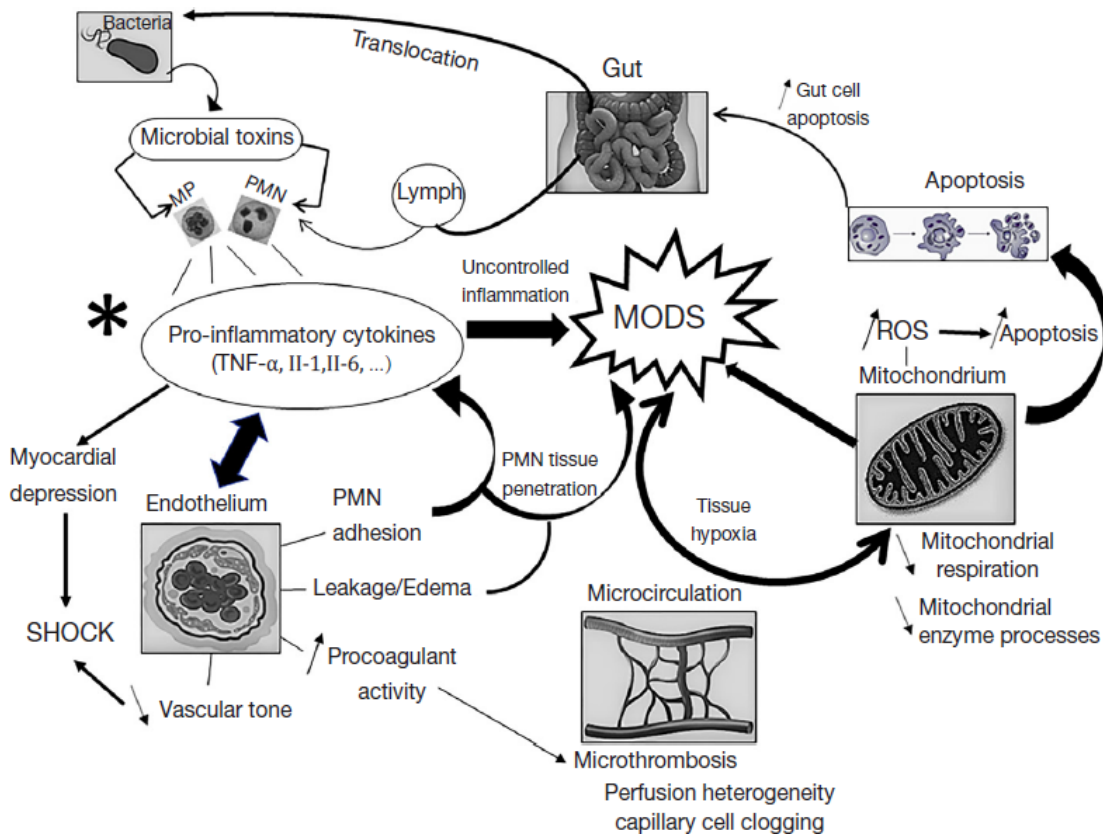 Bacteria
Translocation
Gut
Gut cell
apoptosis
Microbial toxins
MP
PMN
Lymph
Apoptosis
Uncontrolled
inflammation
MODS
*
Pro-inflammatory cytokines
(TNF-α, II-1,II-6, ...)
ROS
Apoptosis
Mitochondrium
Myocardial
depression
Endothelium
PMN
adhesion
PMN tissue
penetration
Tissue
hypoxia
Mitochondrial
respiration
Leakage/Edema
Microcirculation
Mitochondrial
enzyme processes
SHOCK
Procoagulant
activity
Vascular tone
Microthrombosis
Perfusion heterogeneity
capillary cell clogging